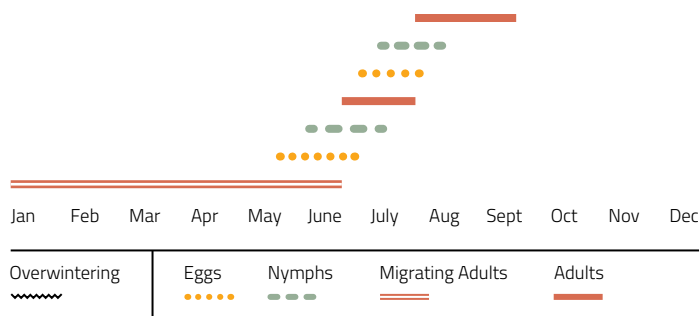 Jan Feb Mar Apr May June July Aug Sept Oct Nov Dec
Overwintering Eggs Nymphs Migrating Adults Adults